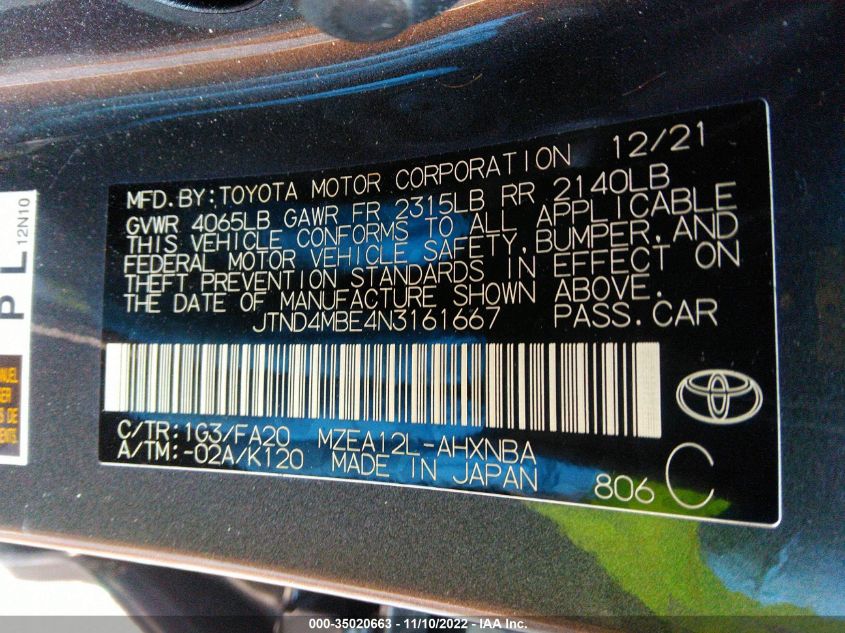 MFD. BY: TOYOTA MOTOR CORPORATION 12/21
GVWR 4065LB GAWR FR 2315LB RR 2140LB
THIS VEHICLE CONFORMS TO ALL APPLICABLE
FEDERAL MOTOR VEHICLE SAFETY, BUMPER, AND
THEFT PREVENTION STANDARDS IN EFFECT ON
THE DATE OF MANUFACTURE SHOWN ABOVE.
JTND4MBE4N3161667 PASS. CAR
C/TR: 1G3/FA20 MZEA12L-AHXNBA
A/TM: -02A/K120 MADE IN JAPAN
806 C
P L
12N10
000-35020663 - 11/10/2022 - IAA Inc.